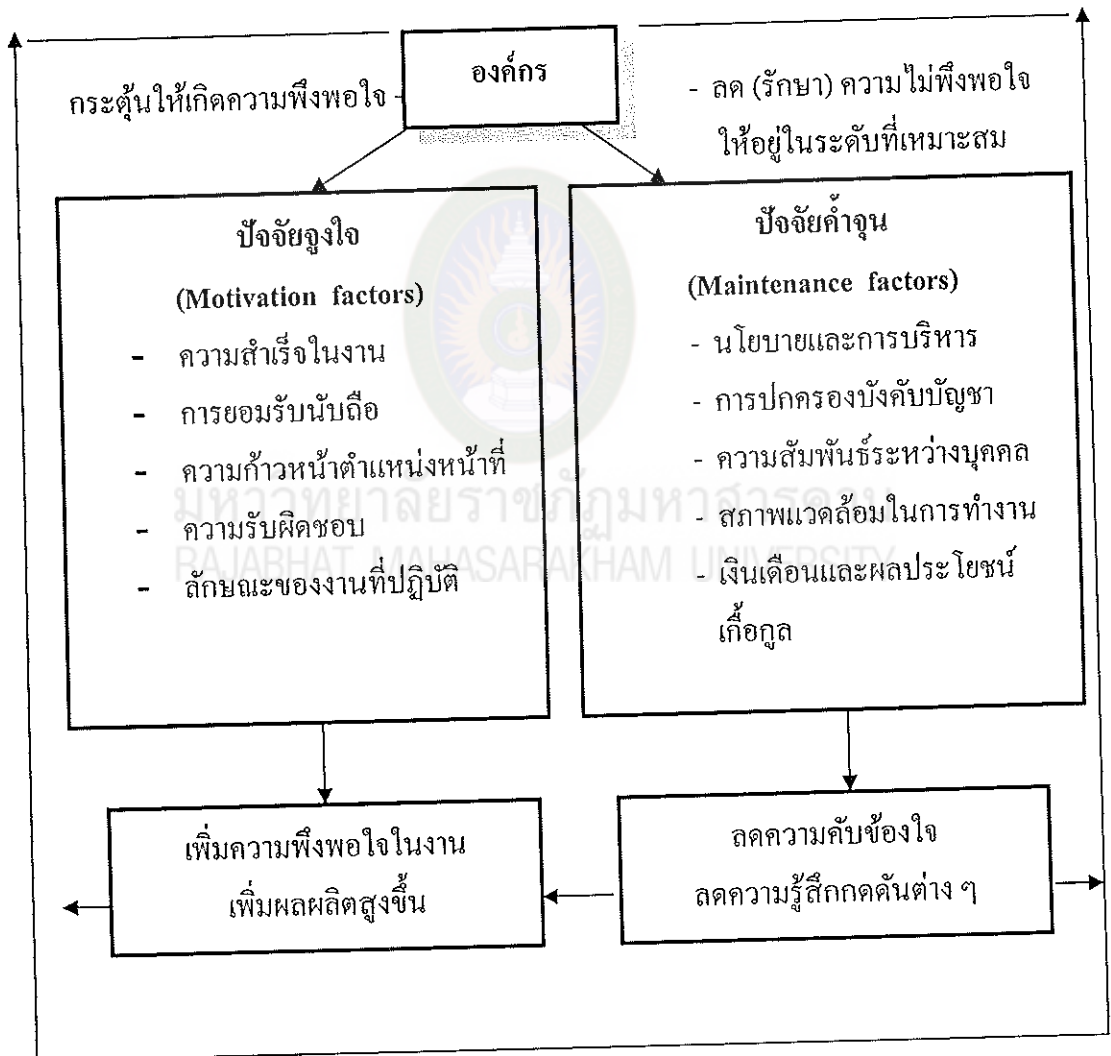 องค์กร
กระตุ้นให้เกิดความพึงพอใจ -
- ลด (รักษา) ความไม่พึงพอใจ
ให้อยู่ในระดับที่เหมาะสม
ปัจจัยจูงใจ
(Motivation factors)
- ความสำเร็จในงาน
- การยอมรับนับถือ
- ความก้าวหน้าตำแหน่งหน้าที่
- ความรับผิดชอบ
- ลักษณะของงานที่ปฏิบัติ
ปัจจัยค้ำจุน
(Maintenance factors)
- นโยบายและการบริหาร
- การปกครองบังคับบัญชา
- ความสัมพันธ์ระหว่างบุคคล
- สภาพแวดล้อมในการทำงาน
- เงินเดือนและผลประโยชน์
เกื้อกูล
มหาวิทยาลัยราชภัฏมหาสารคาม
RAJABHAT MAHASARAKHAM UNIVERSITY
เพิ่มความพึงพอใจในงาน
เพิ่มผลผลิตสูงขึ้น
ลดความคับข้องใจ
ลดความรู้สึกกดดันต่าง ๆ